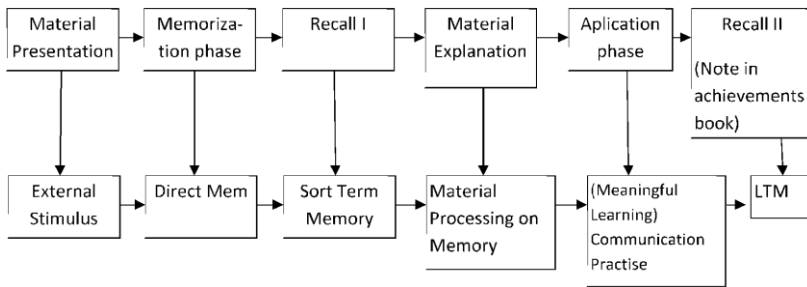 Material
Presentation
Memoriza-
tion phase
Recall I
Material
Explanation
Aplication
phase
Recall II
(Note in
achievements
book)
External
Stimulus
Direct Mem
Sort Term
Memory
Material
Processing on
Memory
(Meaningful
Learning)
Communication
Practise
LTM